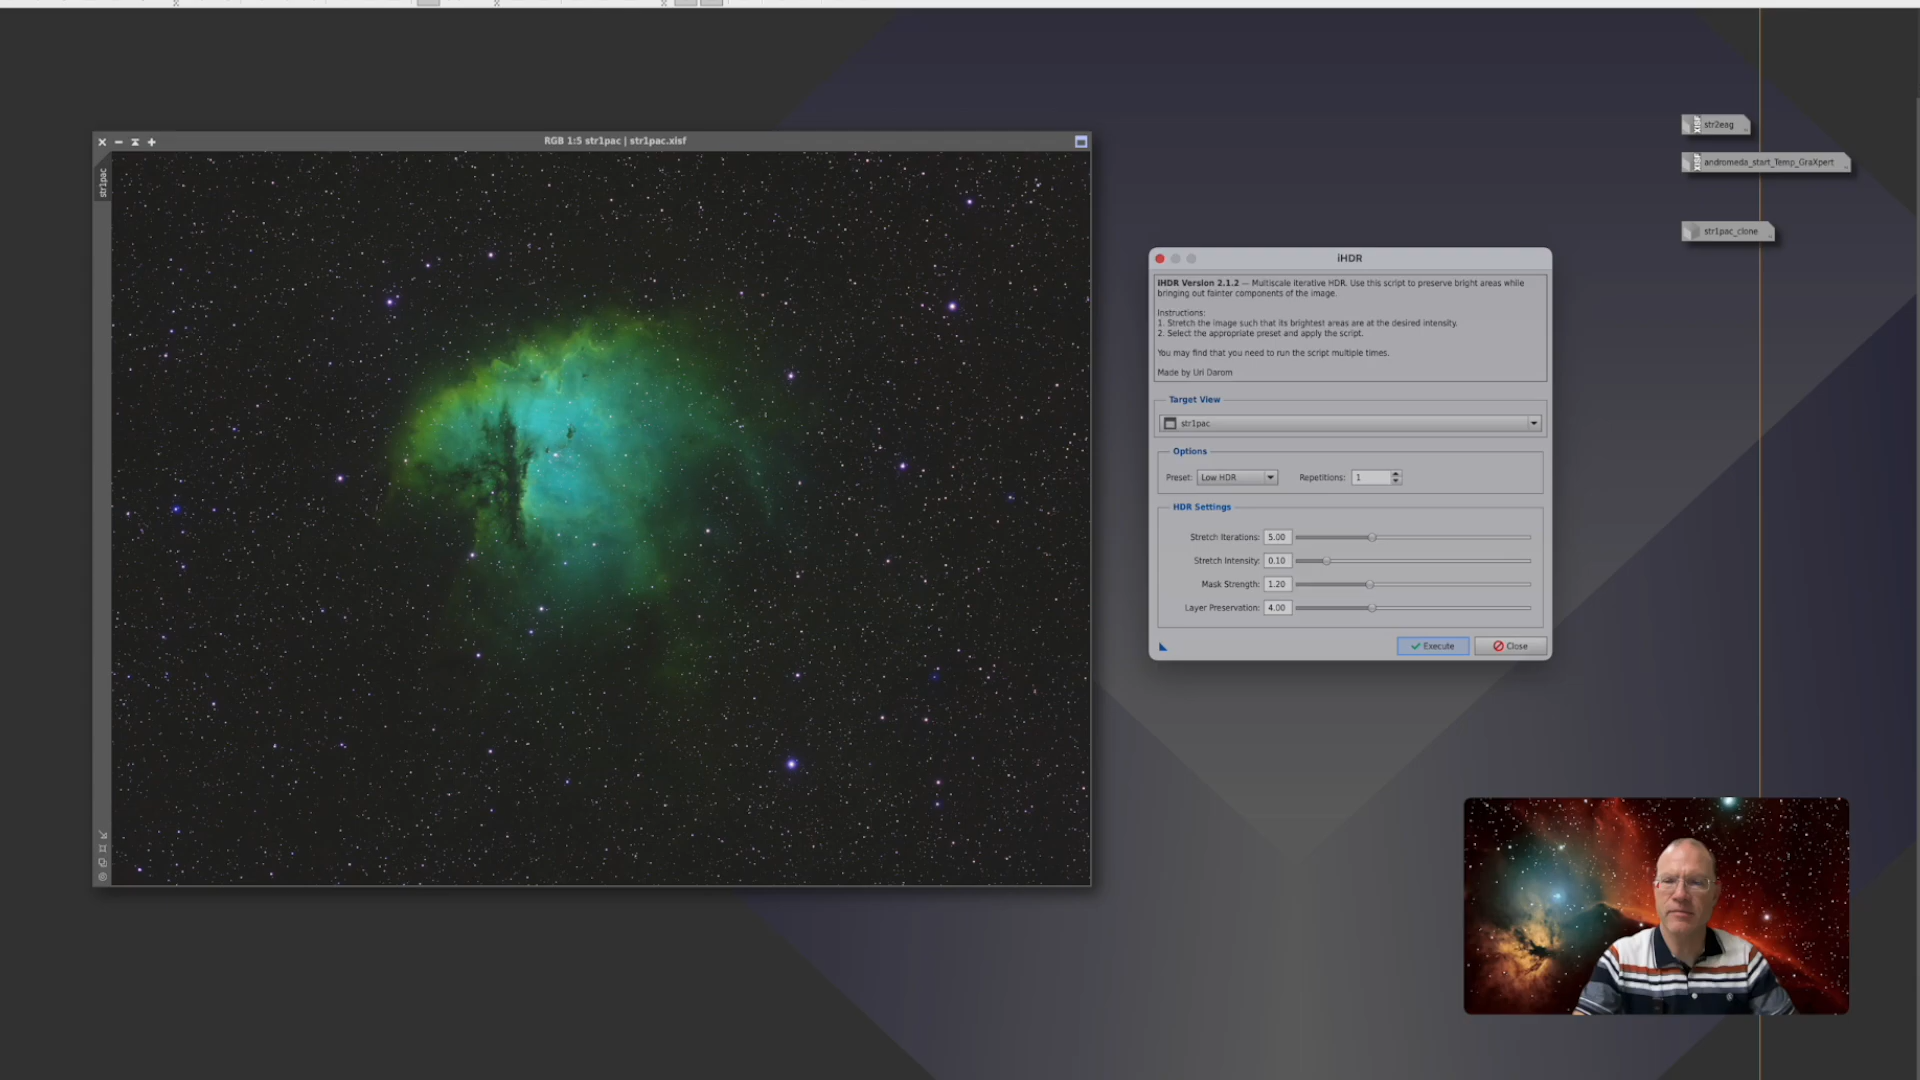 RGB 1:5 str1pac | str1pac.xisf
str1pac
XISF str2eag
XISF andromeda_start_Temp_GraXpert
str1pac_clone
iHDR
iHDR Version 2.1.2 — Multiscale iterative HDR. Use this script to preserve bright areas while
bringing out fainter components of the image.
Instructions:
1. Stretch the image such that its brightest areas are at the desired intensity.
2. Select the appropriate preset and apply the script.
You may find that you need to run the script multiple times.
Made by Uri Darom
Target View
str1pac
Options
Preset: Low HDR Repetitions: 1
HDR Settings
Stretch Iterations: 5.00
Stretch Intensity: 0.10
Mask Strength: 1.20
Layer Preservation: 4.00
Execute Close